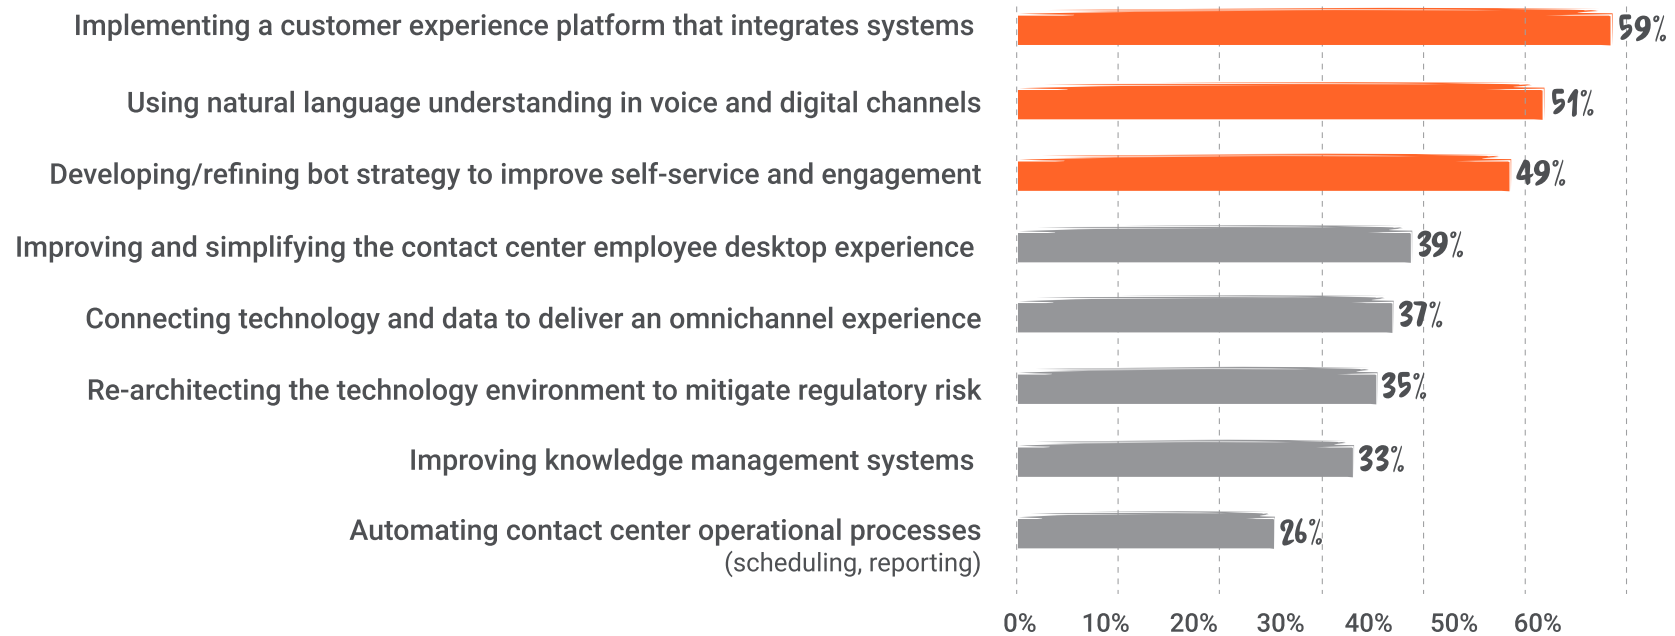 Implementing a customer experience platform that integrates systems 59%
Using natural language understanding in voice and digital channels 51%
Developing/refining bot strategy to improve self-service and engagement 49%
Improving and simplifying the contact center employee desktop experience 39%
Connecting technology and data to deliver an omnichannel experience 37%
Re-architecting the technology environment to mitigate regulatory risk 35%
Improving knowledge management systems 33%
Automating contact center operational processes 26%
(scheduling, reporting)
0% 10% 20% 30% 40% 50% 60%